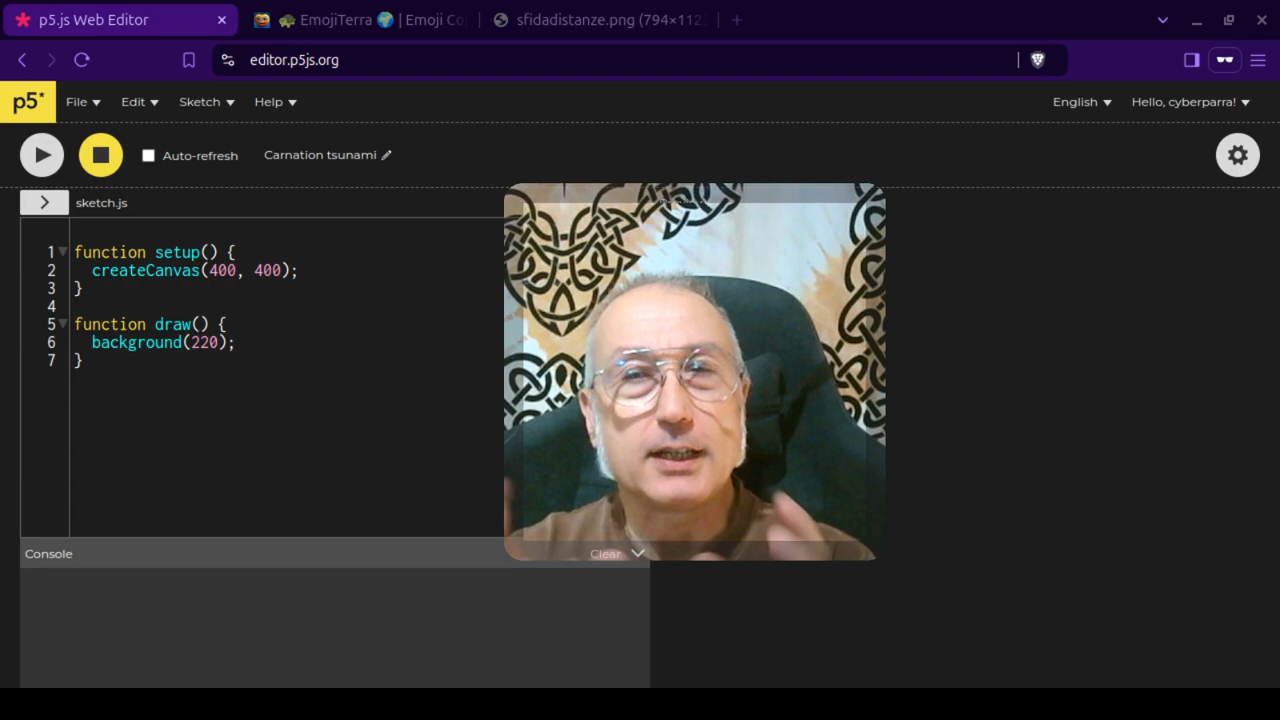 p5.js Web Editor
EmojiTerra | Emoji Co
sfidadistanze.png (794×112
editor.p5js.org
p5* File Edit Sketch Help English Hello, cyberparra!
Auto-refresh Carnation tsunami
sketch.js
1 function setup() {
2 createCanvas(400, 400);
3 }
4
5 function draw() {
6 background(220);
7 }
Console Clear